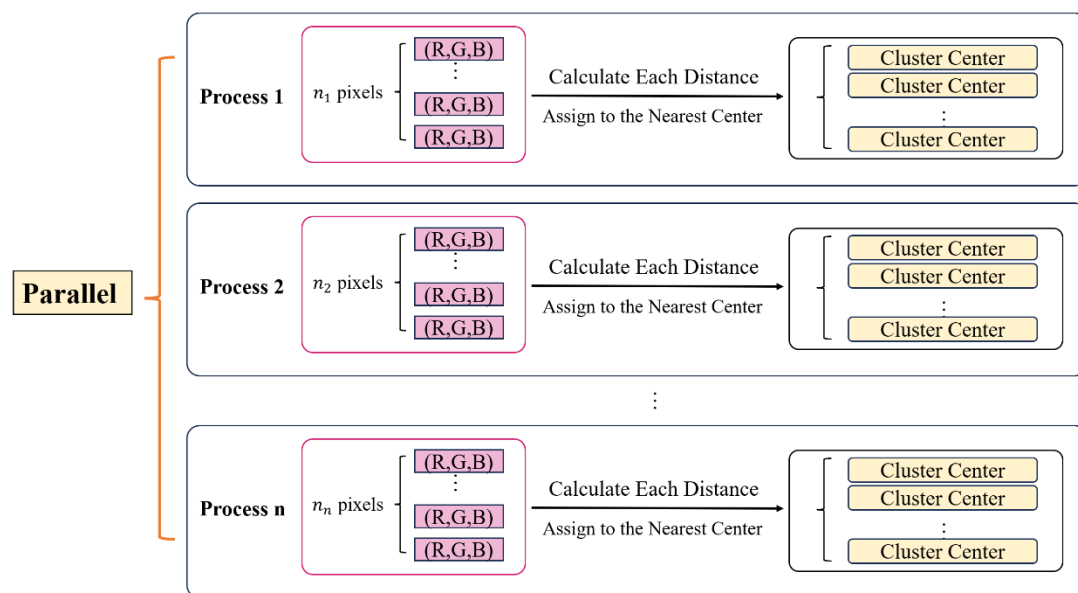 Parallel
Process 1
n₁ pixels
(R,G,B)
⋮
(R,G,B)
(R,G,B)
Calculate Each Distance
Assign to the Nearest Center
Cluster Center
Cluster Center
⋮
Cluster Center
Process 2
n₂ pixels
(R,G,B)
⋮
(R,G,B)
(R,G,B)
Calculate Each Distance
Assign to the Nearest Center
Cluster Center
Cluster Center
⋮
Cluster Center
⋮
Process n
nₙ pixels
(R,G,B)
⋮
(R,G,B)
(R,G,B)
Calculate Each Distance
Assign to the Nearest Center
Cluster Center
Cluster Center
⋮
Cluster Center